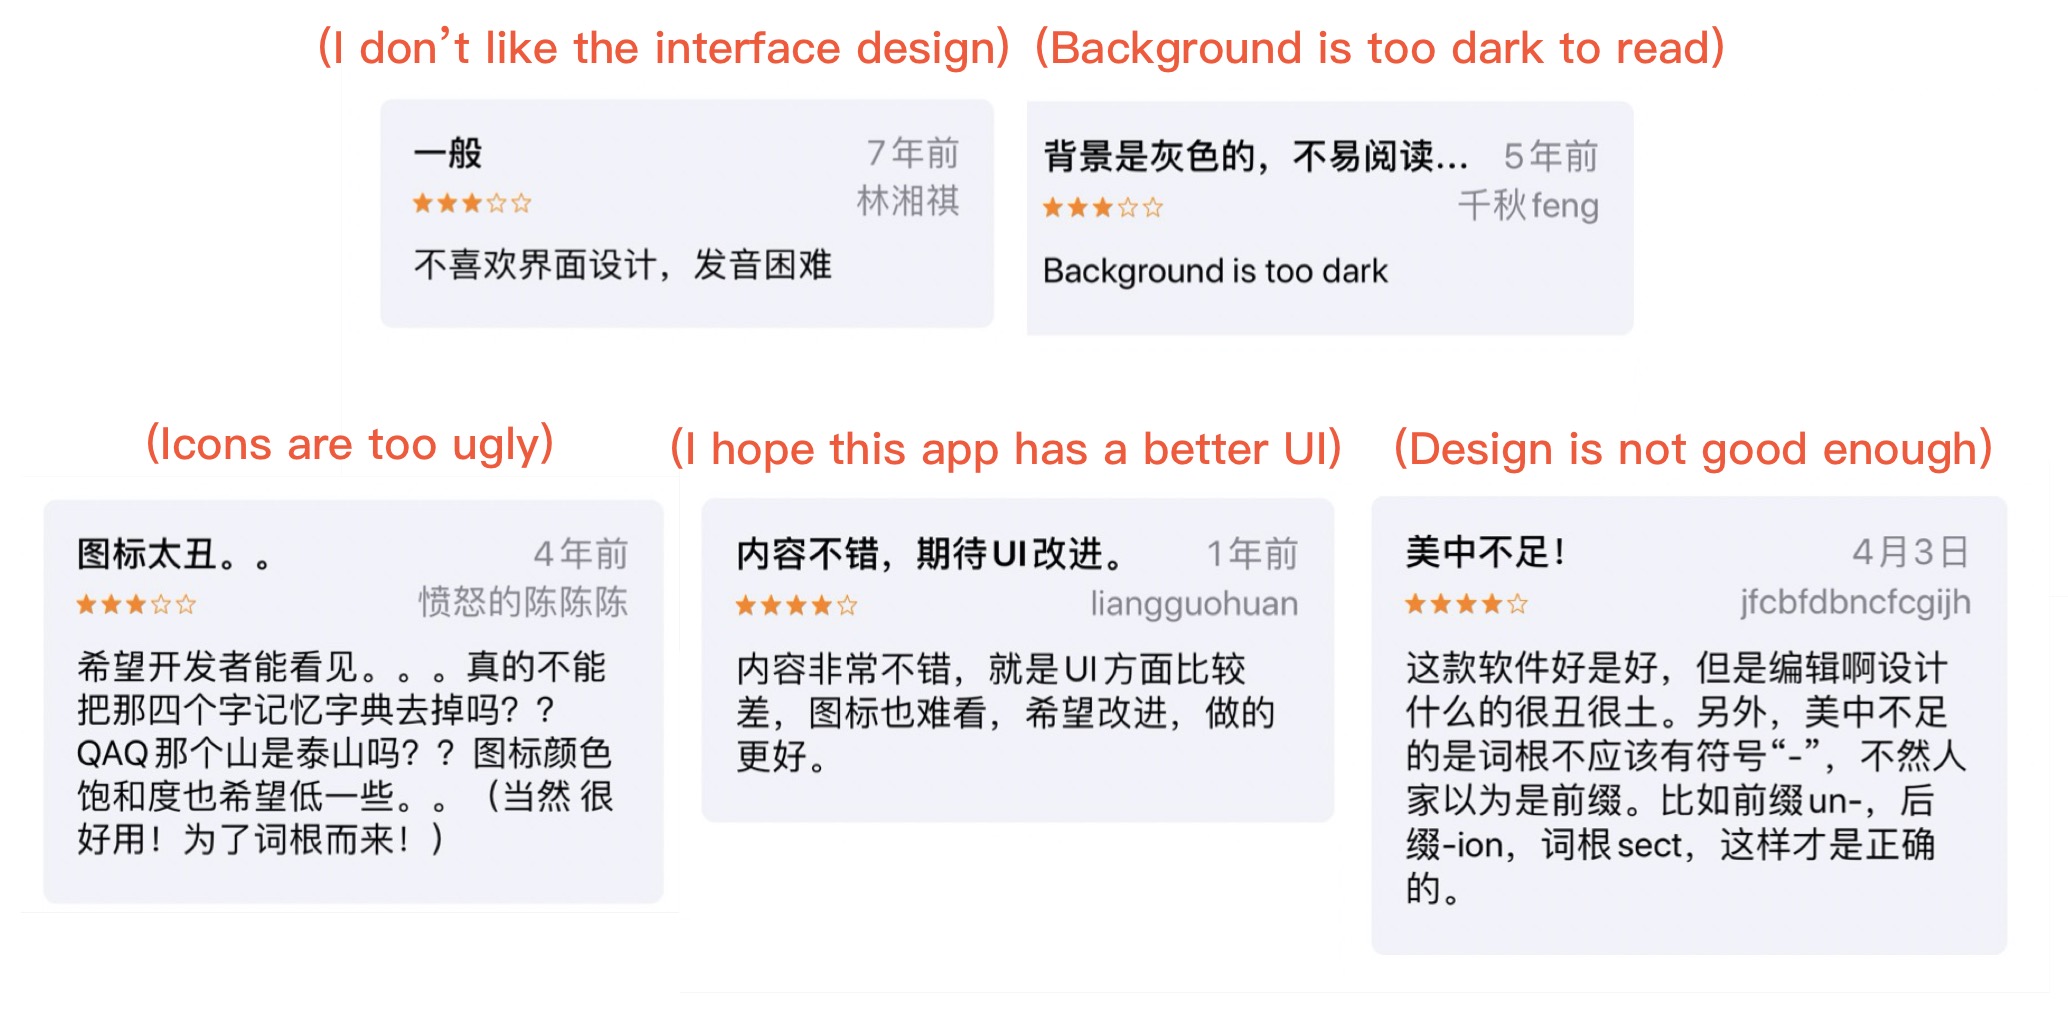 (I don't like the interface design) (Background is too dark to read)
一般 7年前
林湘祺
不喜欢界面设计，发音困难
背景是灰色的，不易阅读... 5年前
千秋feng
Background is too dark
(Icons are too ugly) (I hope this app has a better UI) (Design is not good enough)
图标太丑。。 4年前
愤怒的陈陈陈
希望开发者能看见。。。真的不能
把那四个字记忆字典去掉吗？？
QAQ那个山是泰山吗？？图标颜色
饱和度也希望低一些。。（当然 很
好用！为了词根而来！）
内容不错，期待UI改进。 1年前
liangguohuan
内容非常不错，就是UI方面比较
差，图标也难看，希望改进，做的
更好。
美中不足！ 4月3日
jfcbfdbncfcgijh
这款软件好是好，但是编辑啊设计
什么的很丑很土。另外，美中不足
的是词根不应该有符号“-”，不然人
家以为是前缀。比如前缀un-，后
缀-ion，词根sect，这样才是正确
的。